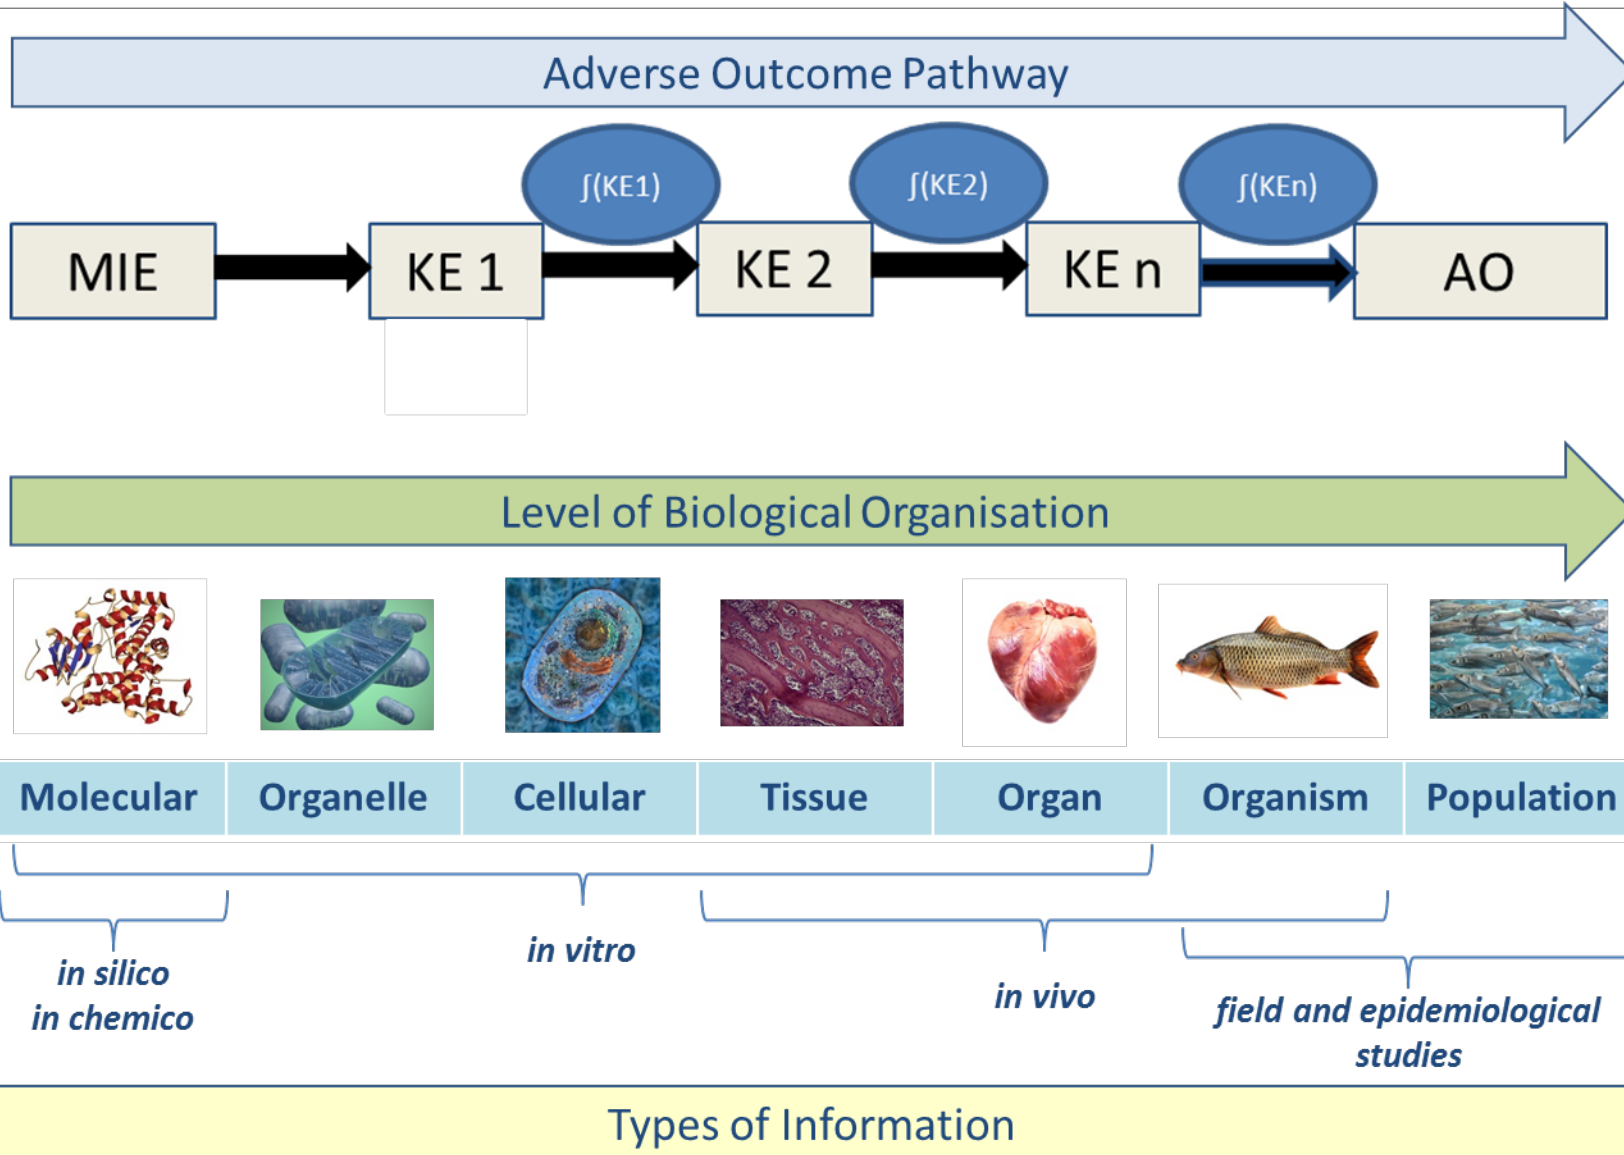 Adverse Outcome Pathway
∫(KE1)
∫(KE2)
∫(KEn)
MIE
KE 1
KE 2
KE n
AO
Level of Biological Organisation
Molecular
Organelle
Cellular
Tissue
Organ
Organism
Population
in silico
in chemico
in vitro
in vivo
field and epidemiological
studies
Types of Information